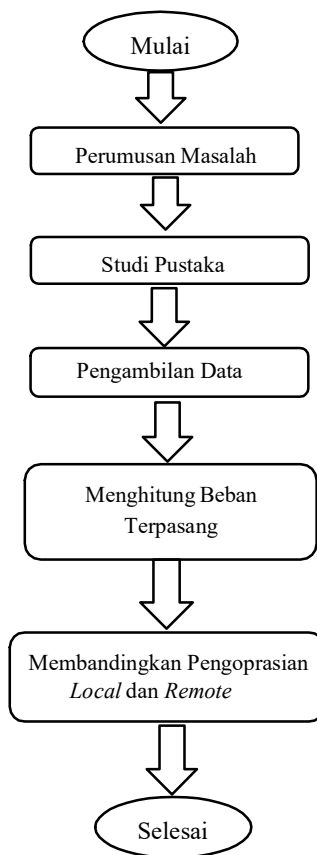 Mulai
Perumusan Masalah
Studi Pustaka
Pengambilan Data
Menghitung Beban
Terpasang
Membandingkan Pengoprasian
Local dan Remote
Selesai